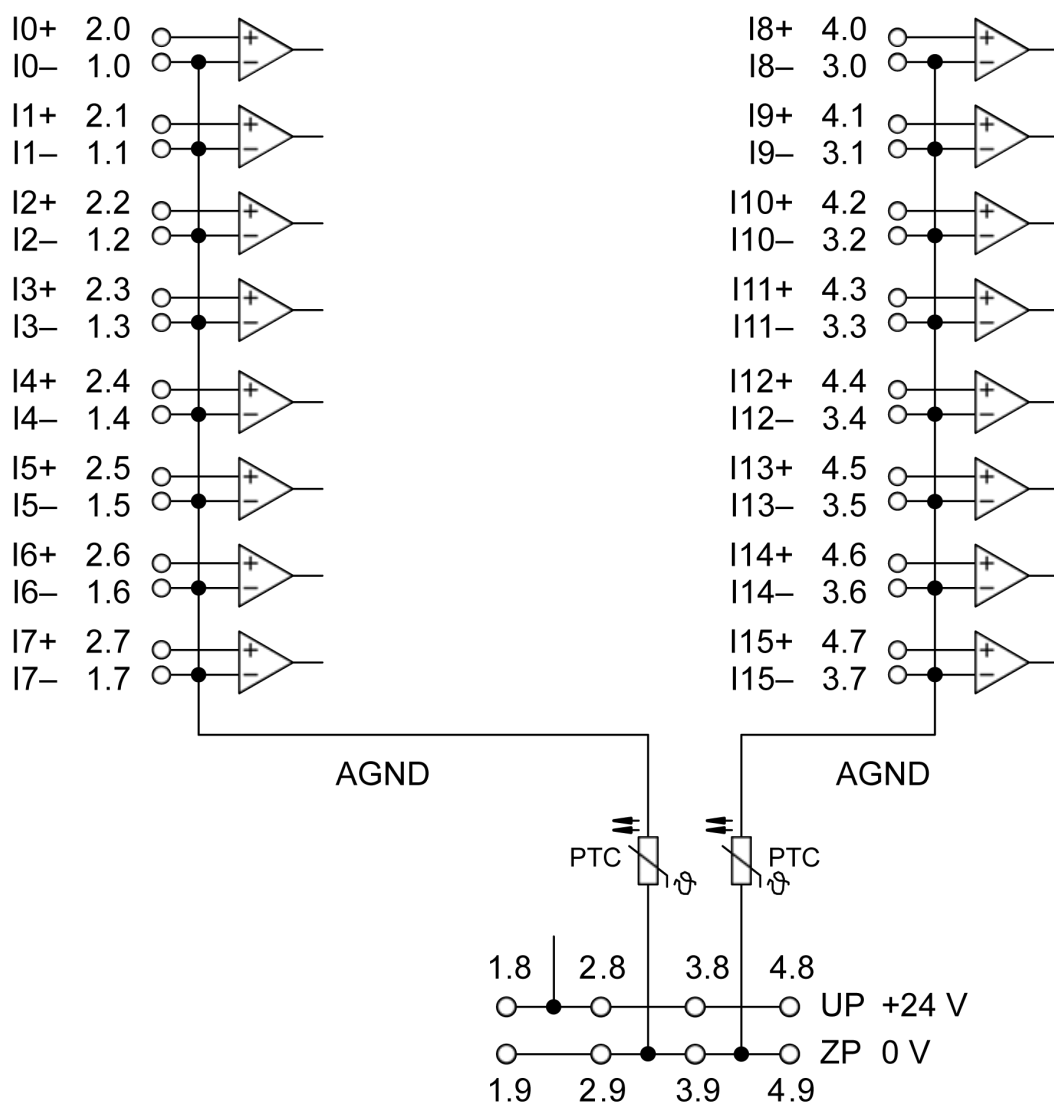 I0+ 2.0
I0– 1.0
I1+ 2.1
I1– 1.1
I2+ 2.2
I2– 1.2
I3+ 2.3
I3– 1.3
I4+ 2.4
I4– 1.4
I5+ 2.5
I5– 1.5
I6+ 2.6
I6– 1.6
I7+ 2.7
I7– 1.7
I8+ 4.0
I8– 3.0
I9+ 4.1
I9– 3.1
I10+ 4.2
I10– 3.2
I11+ 4.3
I11– 3.3
I12+ 4.4
I12– 3.4
I13+ 4.5
I13– 3.5
I14+ 4.6
I14– 3.6
I15+ 4.7
I15– 3.7
AGND AGND
PTC ϑ PTC ϑ
1.8 2.8 3.8 4.8
UP +24 V
ZP 0 V
1.9 2.9 3.9 4.9